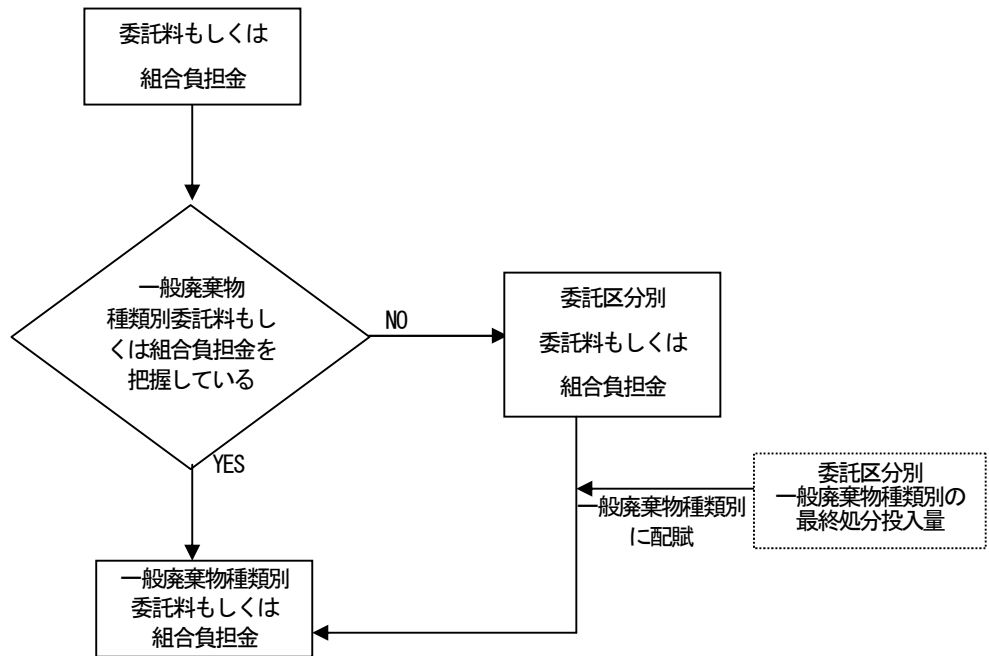 委託料もしくは
組合負担金
一般廃棄物
種類別委託料もし
くは組合負担金を
把握している
NO
委託区分別
委託料もしくは
組合負担金
YES
委託区分別
一般廃棄物種類別の
最終処分投入量
一般廃棄物種類別
に配賦
一般廃棄物種類別
委託料もしくは
組合負担金